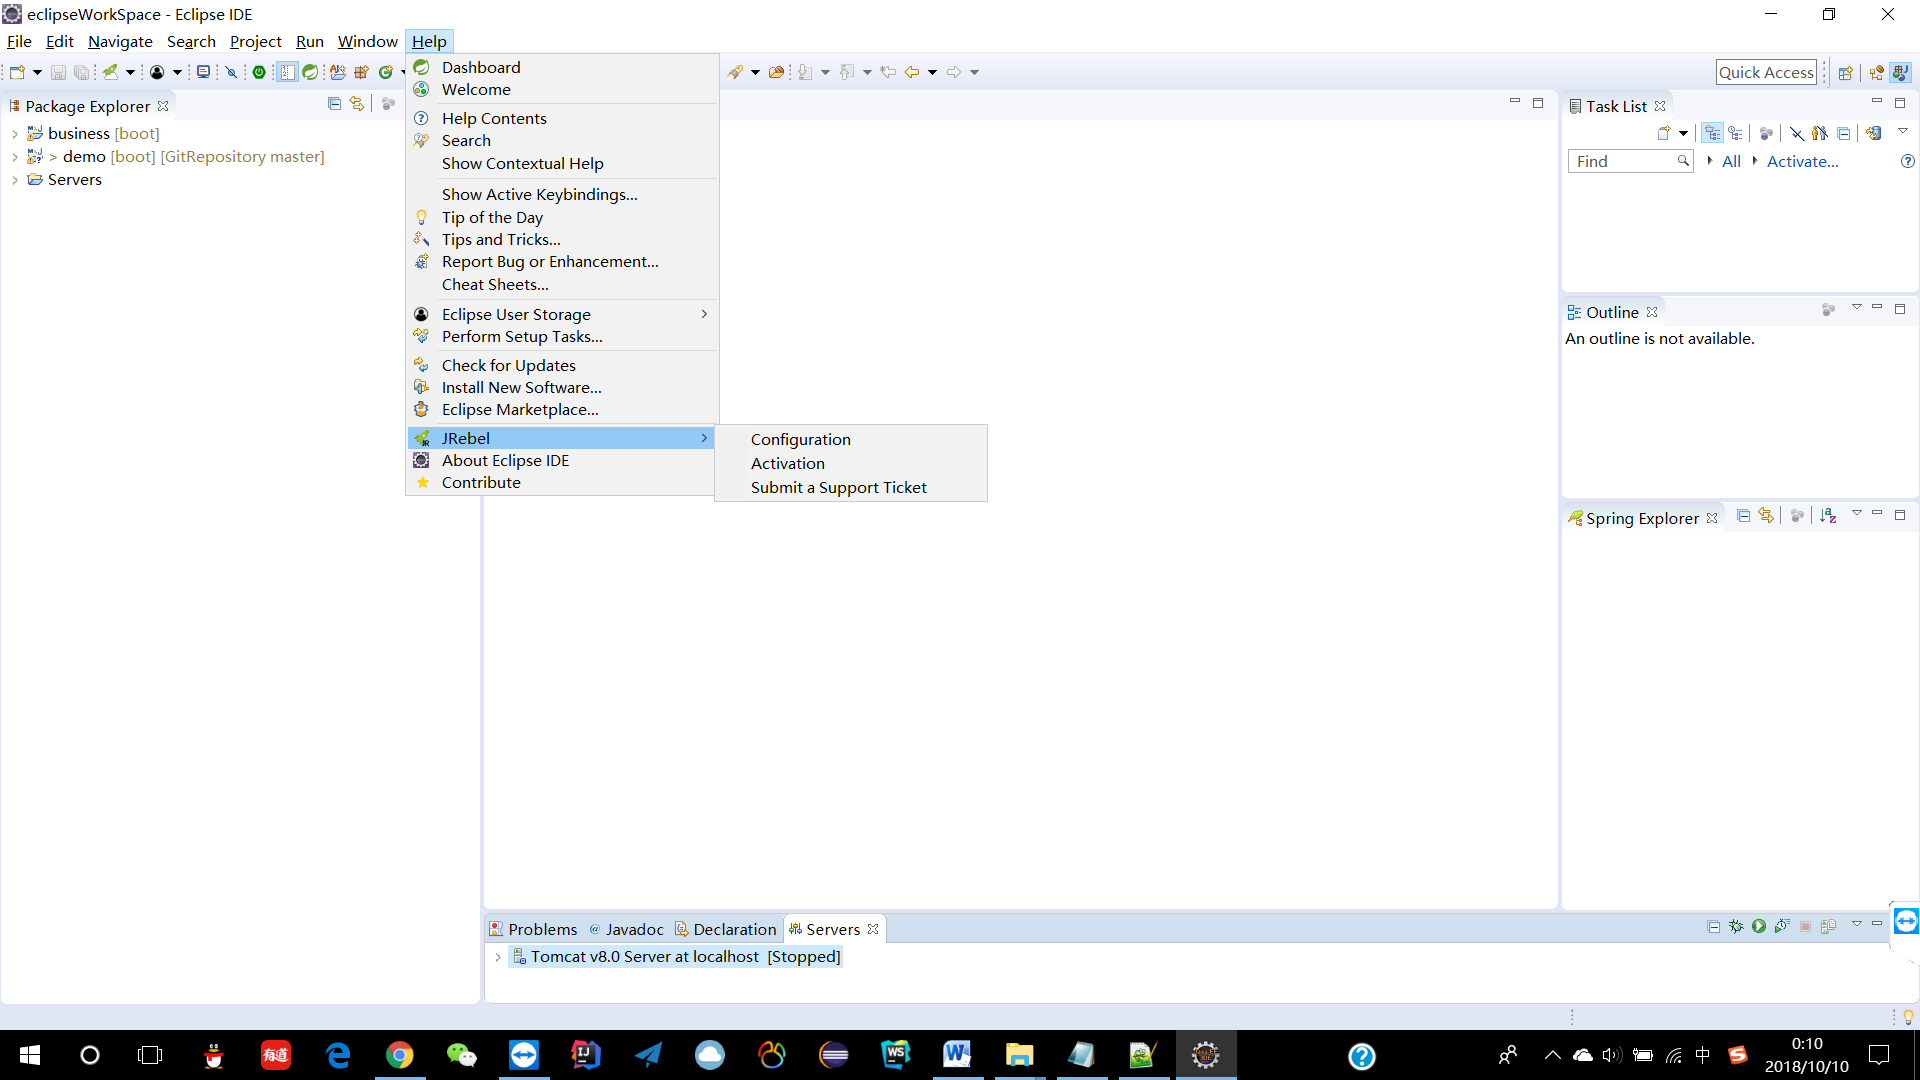 eclipseWorkSpace - Eclipse IDE
File Edit Navigate Search Project Run Window Help
Quick Access
Package Explorer
business [boot]
> demo [boot] [GitRepository master]
Servers
Dashboard
Welcome
Help Contents
Search
Show Contextual Help
Show Active Keybindings...
Tip of the Day
Tips and Tricks...
Report Bug or Enhancement...
Cheat Sheets...
Eclipse User Storage
Perform Setup Tasks...
Check for Updates
Install New Software...
Eclipse Marketplace...
JRebel
About Eclipse IDE
Contribute
Configuration
Activation
Submit a Support Ticket
Task List
Find
All
Activate...
Outline
An outline is not available.
Spring Explorer
Problems @ Javadoc Declaration Servers
Tomcat v8.0 Server at localhost [Stopped]
有道
IJ
WS
中
0:10
2018/10/10